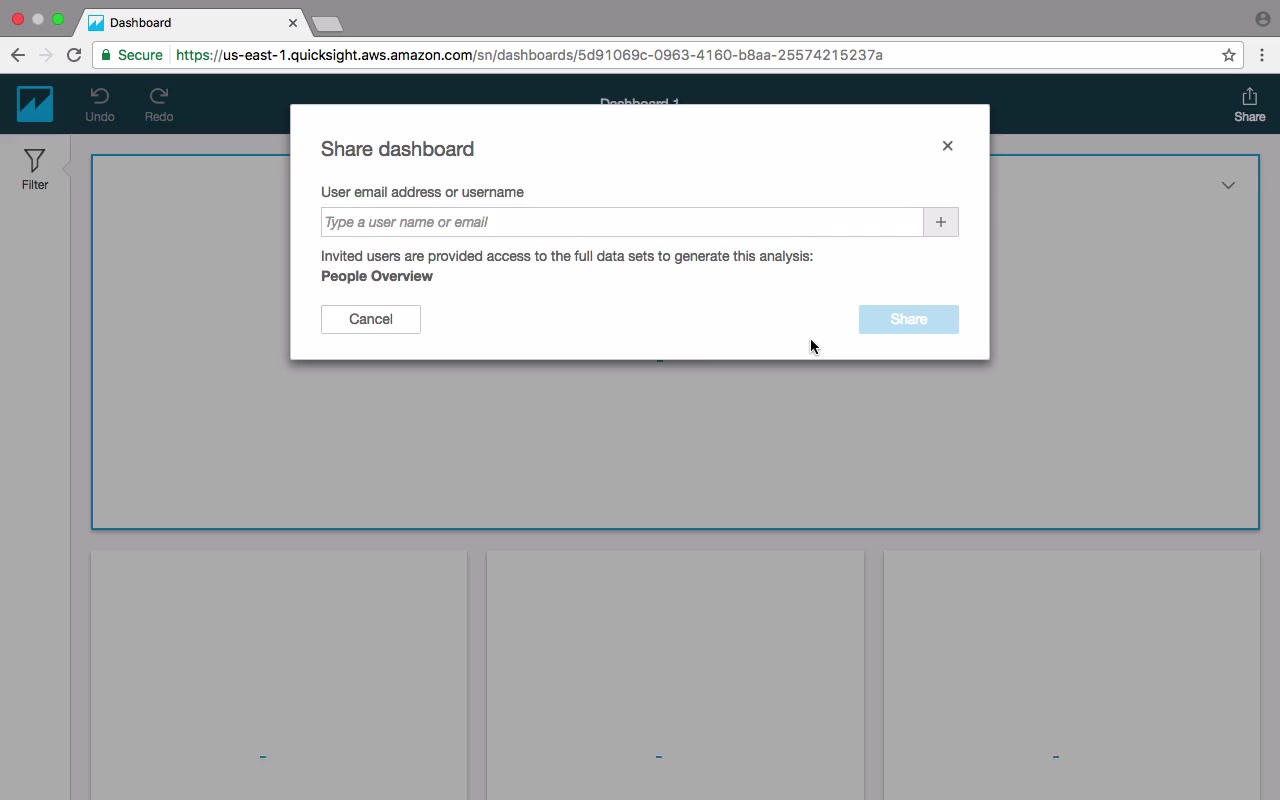 Dashboard
Secure https://us-east-1.quicksight.aws.amazon.com/sn/dashboards/5d91069c-0963-4160-b8aa-25574215237a
Undo Redo Dashboard 1 Share
Filter
Share dashboard
User email address or username
Type a user name or email
Invited users are provided access to the full data sets to generate this analysis:
People Overview
Cancel Share